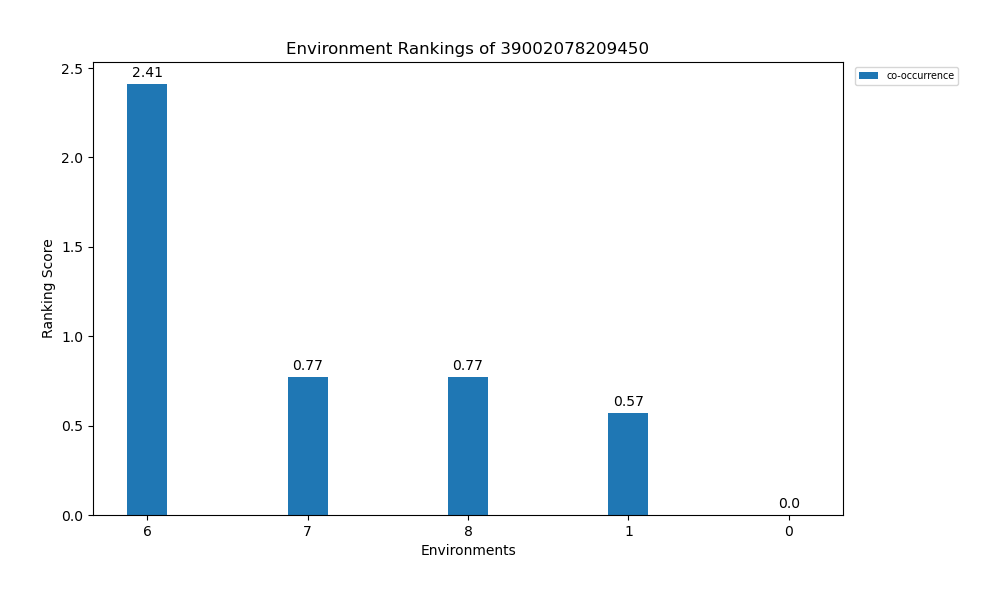 Environment Rankings of 39002078209450
co-occurrence
Ranking Score
2.5
2.0
1.5
1.0
0.5
0.0
2.41
0.77
0.77
0.57
0.0
6 7 8 1 0
Environments